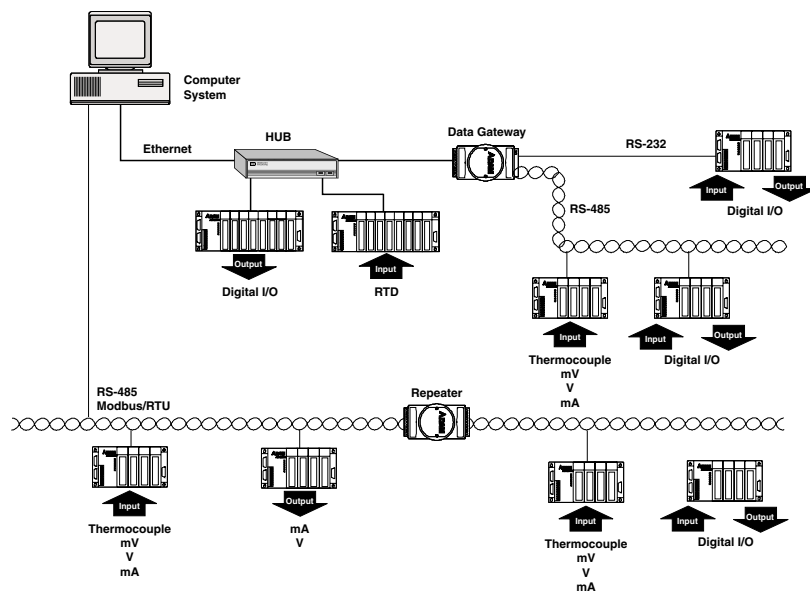 Computer
System
Ethernet
HUB
Data Gateway
RS-232
Input
Output
Digital I/O
RS-485
Output
Digital I/O
Input
RTD
Input
Thermocouple
mV
V
mA
Input
Output
Digital I/O
RS-485
Modbus/RTU
Repeater
Input
Thermocouple
mV
V
mA
Output
mA
V
Input
Thermocouple
mV
V
mA
Input
Output
Digital I/O